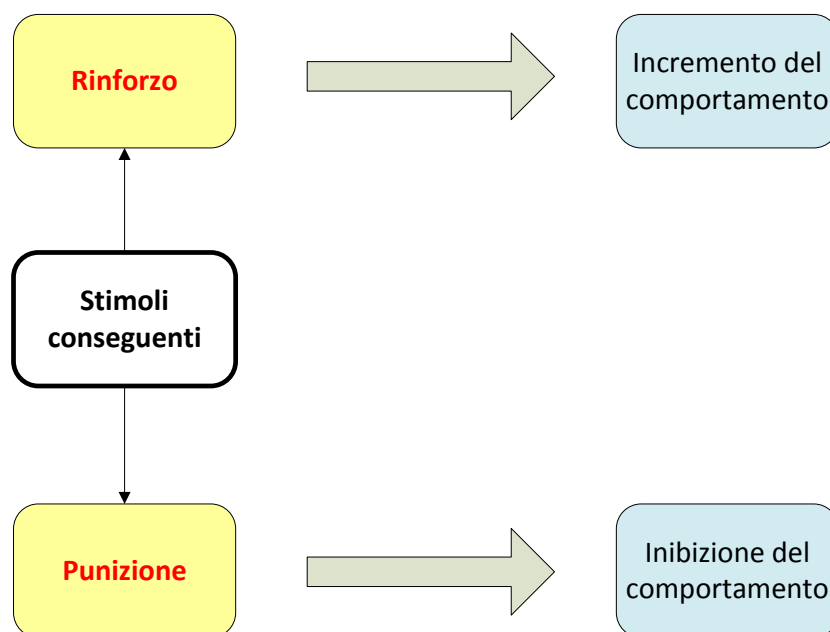 Rinforzo
Incremento del
comportamento
Stimoli
conseguenti
Punizione
Inibizione del
comportamento